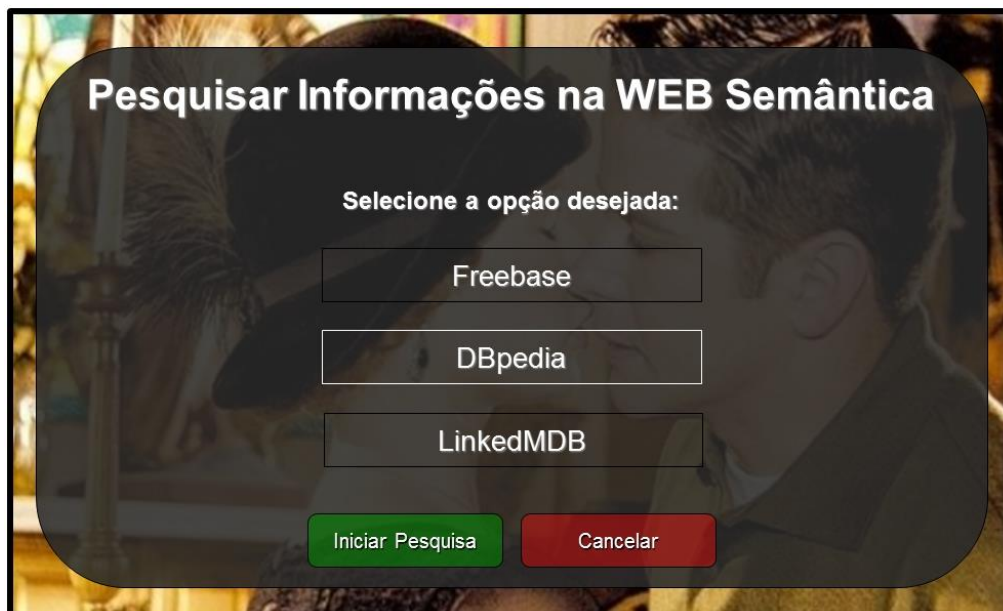 Pesquisar Informações na WEB Semântica
Selecione a opção desejada:
Freebase
DBpedia
LinkedMDB
Iniciar Pesquisa
Cancelar